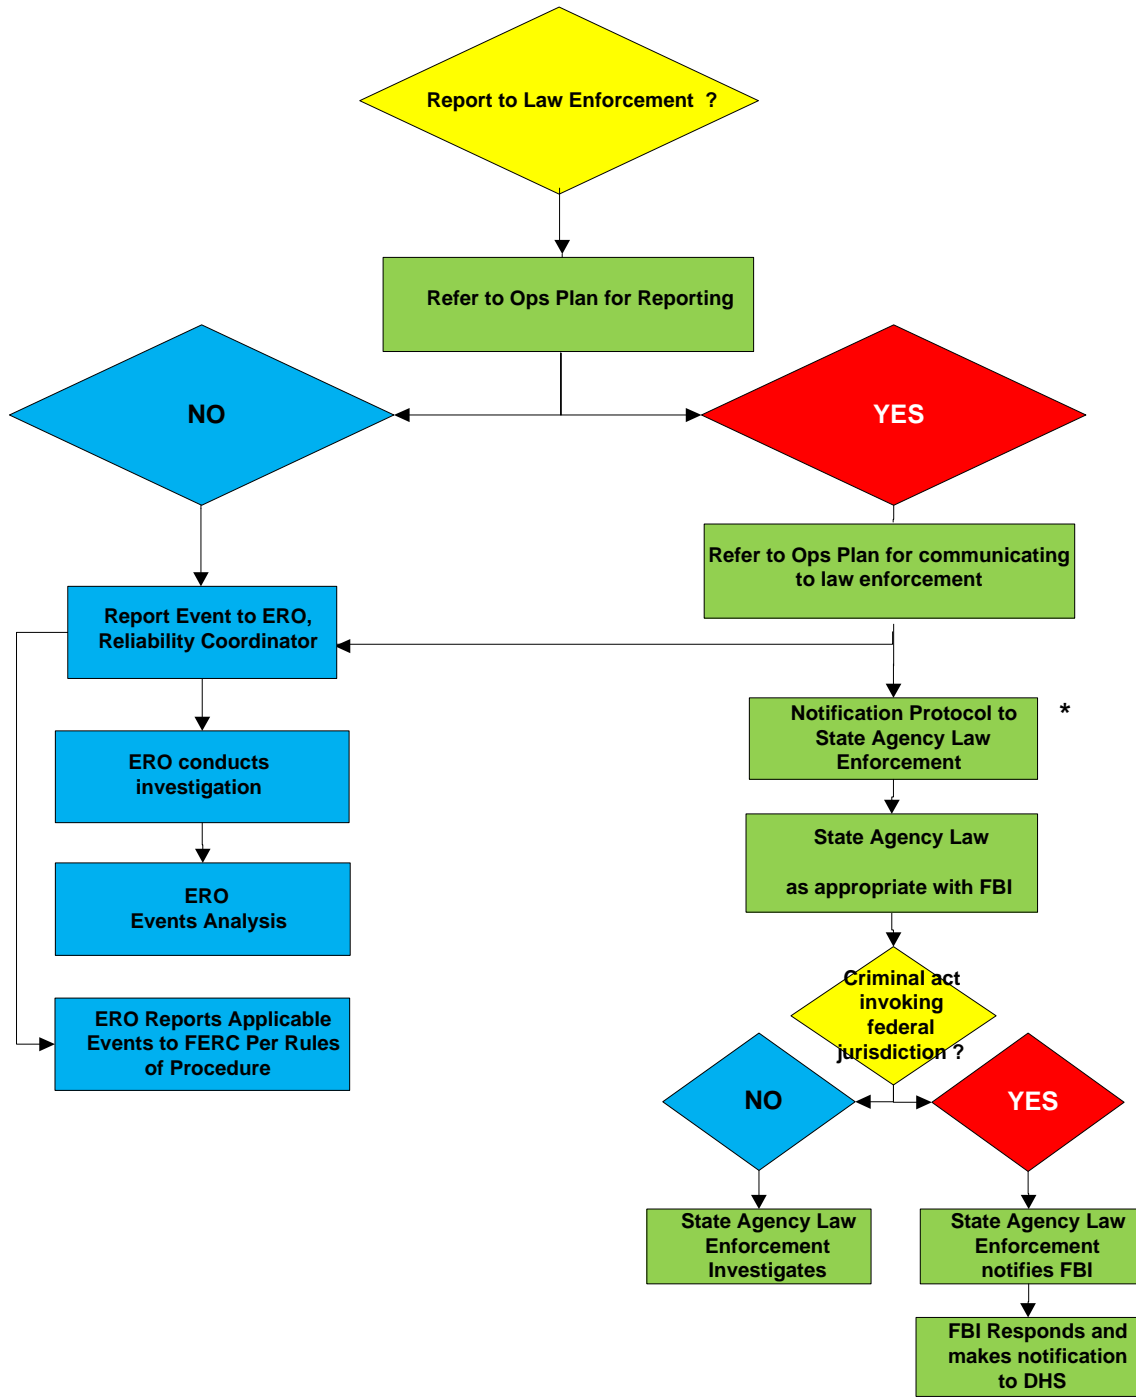 Report to Law Enforcement ?
Refer to Ops Plan for Reporting
NO
YES
Refer to Ops Plan for communicating
to law enforcement
Report Event to ERO,
Reliability Coordinator
Notification Protocol to
State Agency Law
Enforcement
*
ERO conducts
investigation
State Agency Law
as appropriate with FBI
ERO
Events Analysis
Criminal act
invoking
federal
jurisdiction ?
ERO Reports Applicable
Events to FERC Per Rules
of Procedure
NO
YES
State Agency Law
Enforcement
Investigates
State Agency Law
Enforcement
notifies FBI
FBI Responds and
makes notification
to DHS